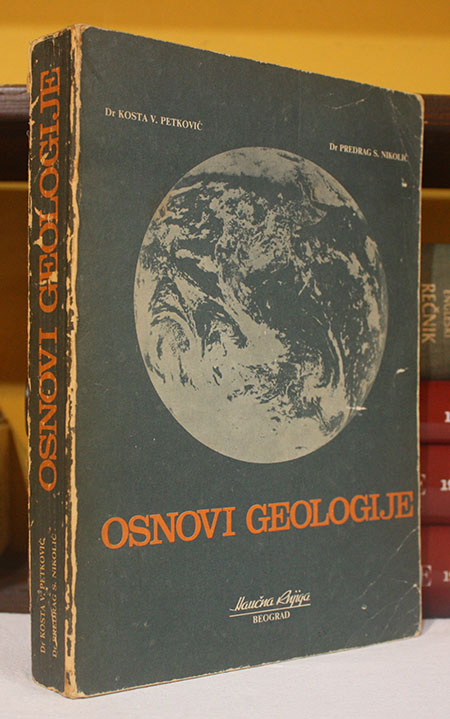 Dr KOSTA V. PETKOVIĆ
Dr PREDRAG S. NIKOLIĆ
OSNOVI GEOLOGIJE
Naučna Knjiga
BEOGRAD
OSNOVI GEOLOGIJE
Dr KOSTA V. PETKOVIĆ
Dr PREDRAG S. NIKOLIĆ
REČNIK